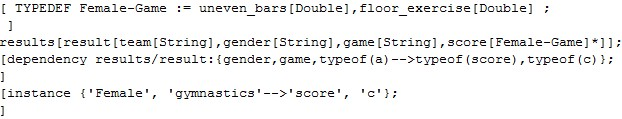 [ TYPEDEF Female-Game := uneven_bars[Double],floor_exercise[Double] ;
]
results[result[team[String],gender[String],game[String],score[Female-Game]*]];
[dependency results/result:{gender,game,typeof(a)-->typeof(score),typeof(c)};
]
[instance {'Female', 'gymnastics'-->'score', 'c'};
]